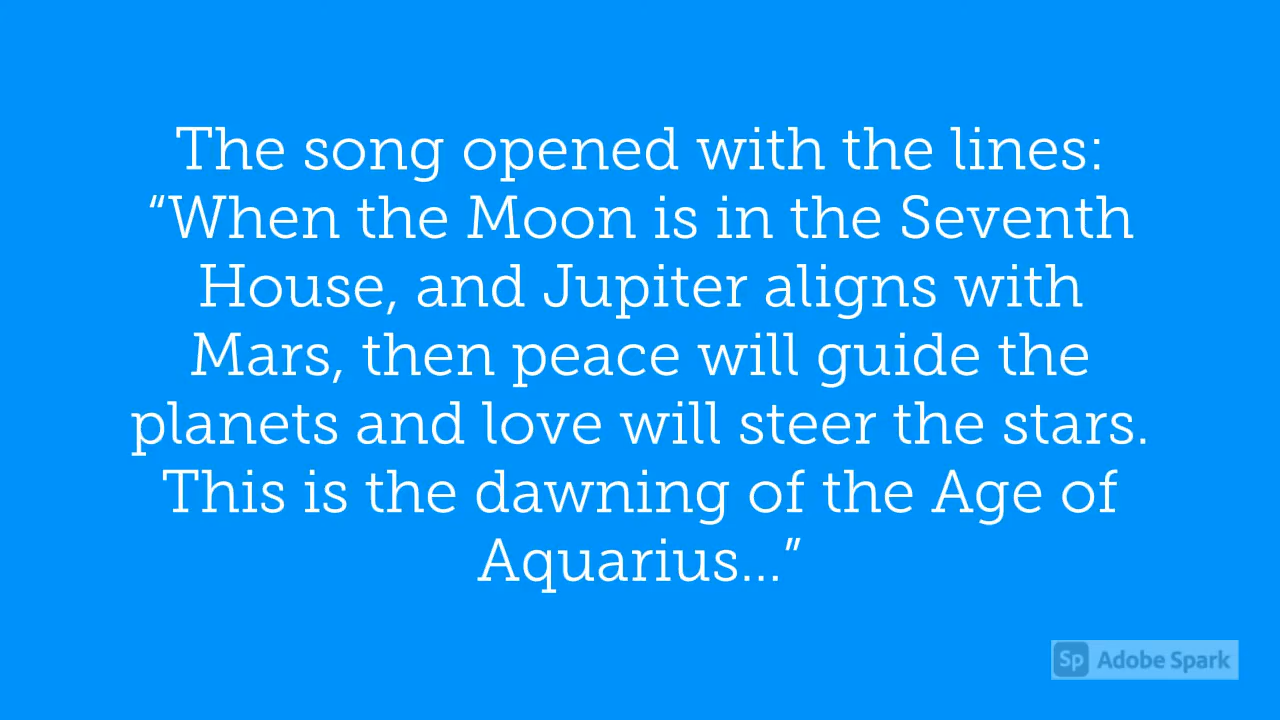 The song opened with the lines:
“When the Moon is in the Seventh
House, and Jupiter aligns with
Mars, then peace will guide the
planets and love will steer the stars.
This is the dawning of the Age of
Aquarius...”
Sp Adobe Spark